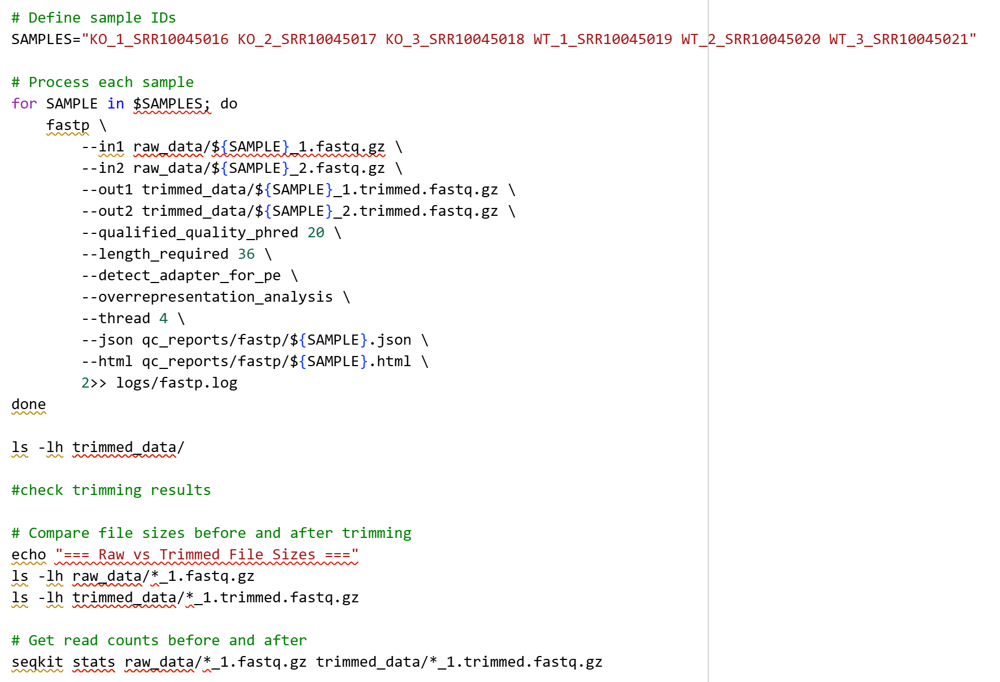 # Define sample IDs
SAMPLES="KO_1_SRR10045016 KO_2_SRR10045017 KO_3_SRR10045018 WT_1_SRR10045019 WT_2_SRR10045020 WT_3_SRR10045021"
# Process each sample
for SAMPLE in $SAMPLES; do
    fastp \
        --in1 raw_data/${SAMPLE}_1.fastq.gz \
        --in2 raw_data/${SAMPLE}_2.fastq.gz \
        --out1 trimmed_data/${SAMPLE}_1.trimmed.fastq.gz \
        --out2 trimmed_data/${SAMPLE}_2.trimmed.fastq.gz \
        --qualified_quality_phred 20 \
        --length_required 36 \
        --detect_adapter_for_pe \
        --overrepresentation_analysis \
        --thread 4 \
        --json qc_reports/fastp/${SAMPLE}.json \
        --html qc_reports/fastp/${SAMPLE}.html \
        2>> logs/fastp.log
done
ls -lh trimmed_data/
#check trimming results
# Compare file sizes before and after trimming
echo "=== Raw vs Trimmed File Sizes ==="
ls -lh raw_data/*_1.fastq.gz
ls -lh trimmed_data/*_1.trimmed.fastq.gz
# Get read counts before and after
seqkit stats raw_data/*_1.fastq.gz trimmed_data/*_1.trimmed.fastq.gz